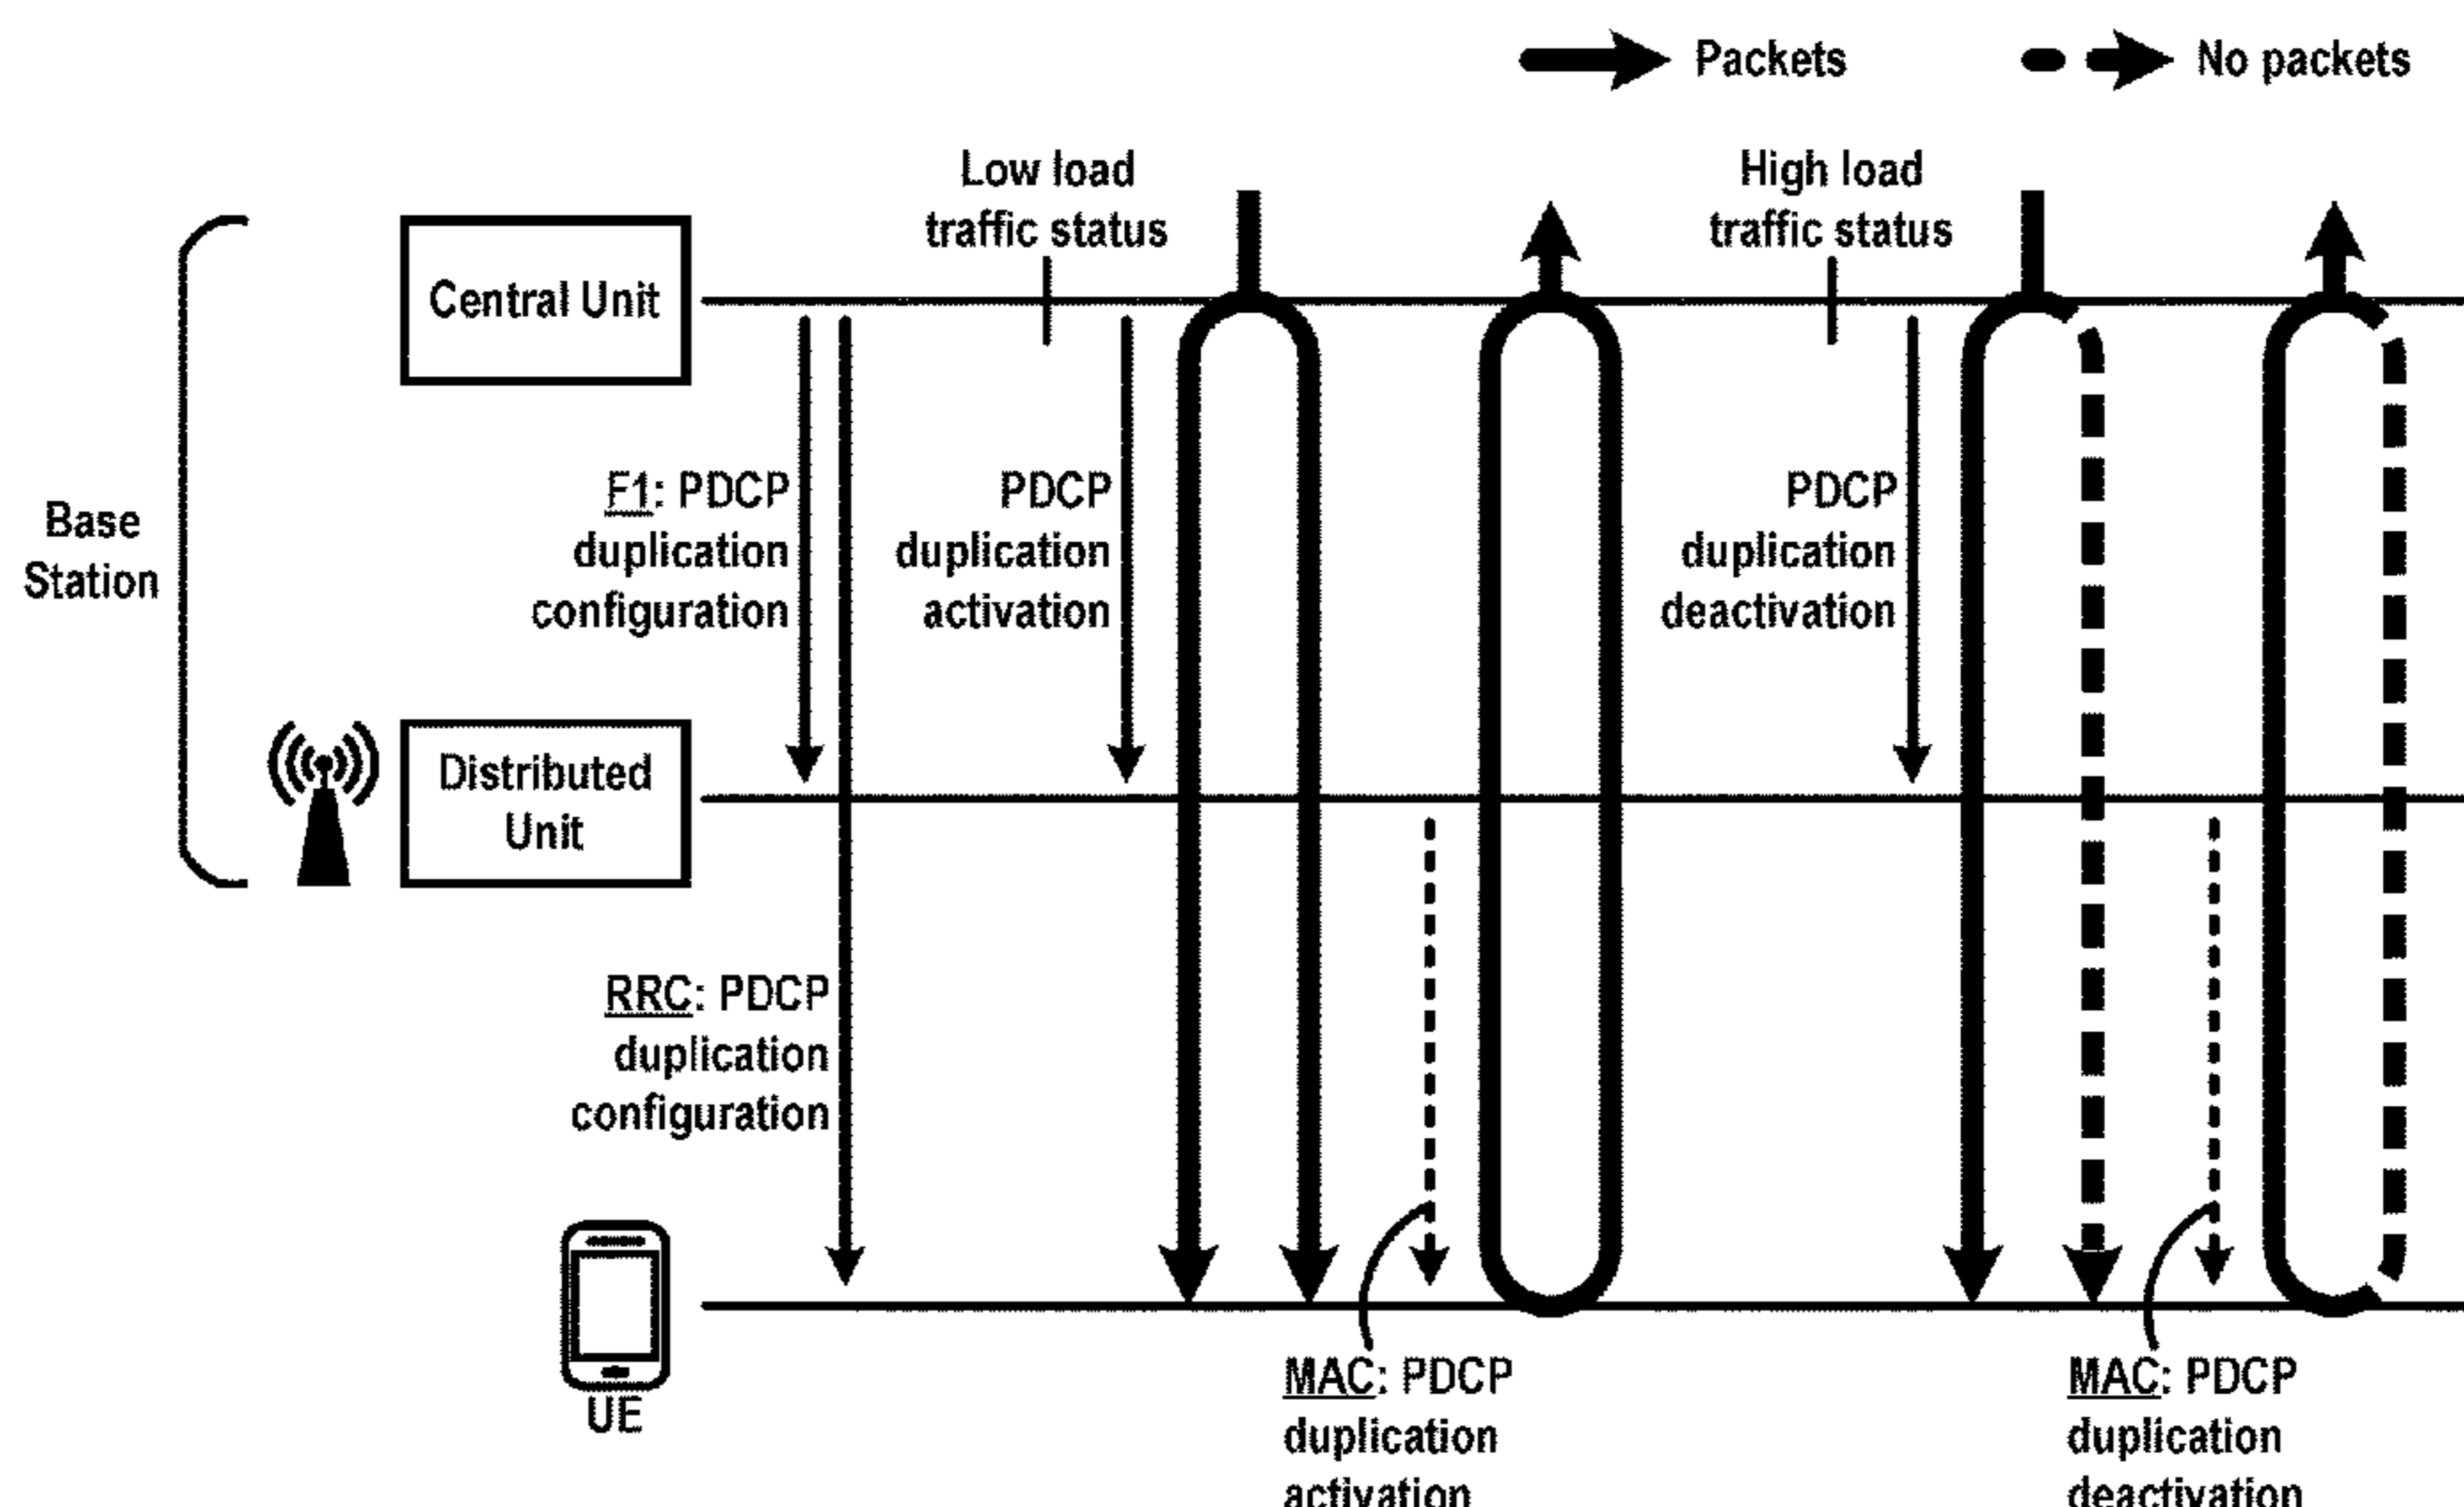 Packets
No packets
Low load
traffic status
High load
traffic status
Central Unit
Base
Station
F1: PDCP
duplication
configuration
PDCP
duplication
activation
PDCP
duplication
deactivation
Distributed
Unit
RRC: PDCP
duplication
configuration
UE
MAC: PDCP
duplication
activation
MAC: PDCP
duplication
deactivation